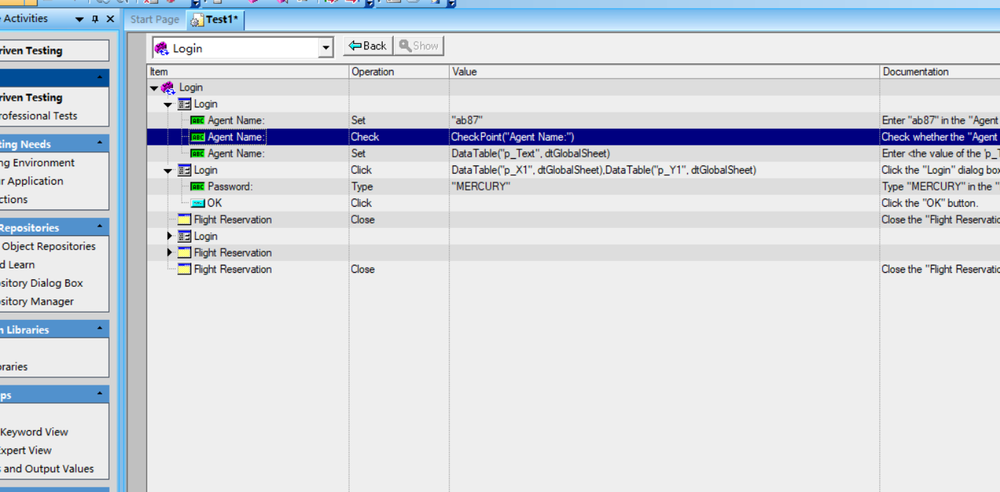 Activities
Start Page
Test1*
riven Testing
riven Testing
rofessional Tests
ting Needs
ng Environment
r Application
ctions
Repositories
Object Repositories
d Learn
sitory Dialog Box
sitory Manager
n Libraries
praries
ps
Keyword View
Expert View
s and Output Values
Login
Back
Show
Item Operation Value Documentation
Login
Login
Agent Name: Set "ab87" Enter "ab87" in the "Agent
Agent Name: Check CheckPoint("Agent Name:") Check whether the "Agent
Agent Name: Set DataTable("p_Text", dtGlobalSheet) Enter <the value of the 'p_T
Login Click DataTable("p_X1", dtGlobalSheet),DataTable("p_Y1", dtGlobalSheet) Click the "Login" dialog box
Password: Type "MERCURY" Type "MERCURY" in the "
OK Click Click the "OK" button.
Flight Reservation Close Close the "Flight Reservatio
Login
Flight Reservation
Flight Reservation Close Close the "Flight Reservatio